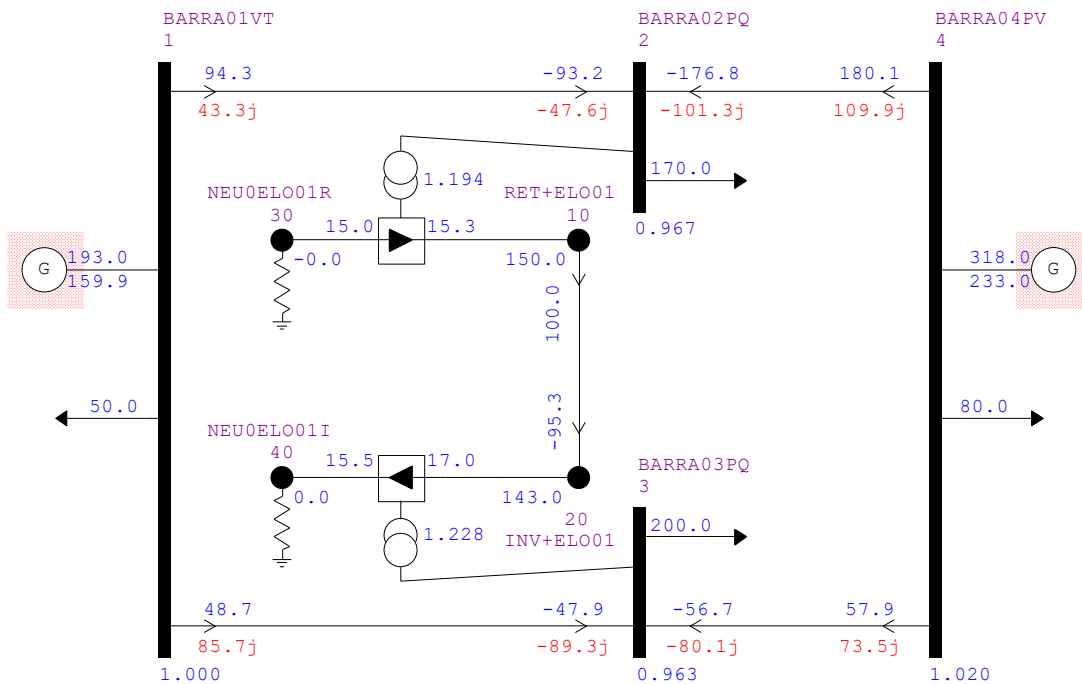 BARRA01VT
1
BARRA02PQ
2
BARRA04PV
4
94.3
-93.2
-176.8
180.1
43.3j
-47.6j
-101.3j
109.9j
1.194
170.0
NEU0ELO01R
30
RET+ELO01
10
15.0
15.3
0.967
-0.0
150.0
G
193.0
159.9
318.0
233.0
G
100.0
-95.3
50.0
80.0
NEU0ELO01I
40
15.5
17.0
BARRA03PQ
3
0.0
143.0
20
INV+ELO01
200.0
1.228
48.7
-47.9
-56.7
57.9
85.7j
-89.3j
-80.1j
73.5j
1.000
0.963
1.020